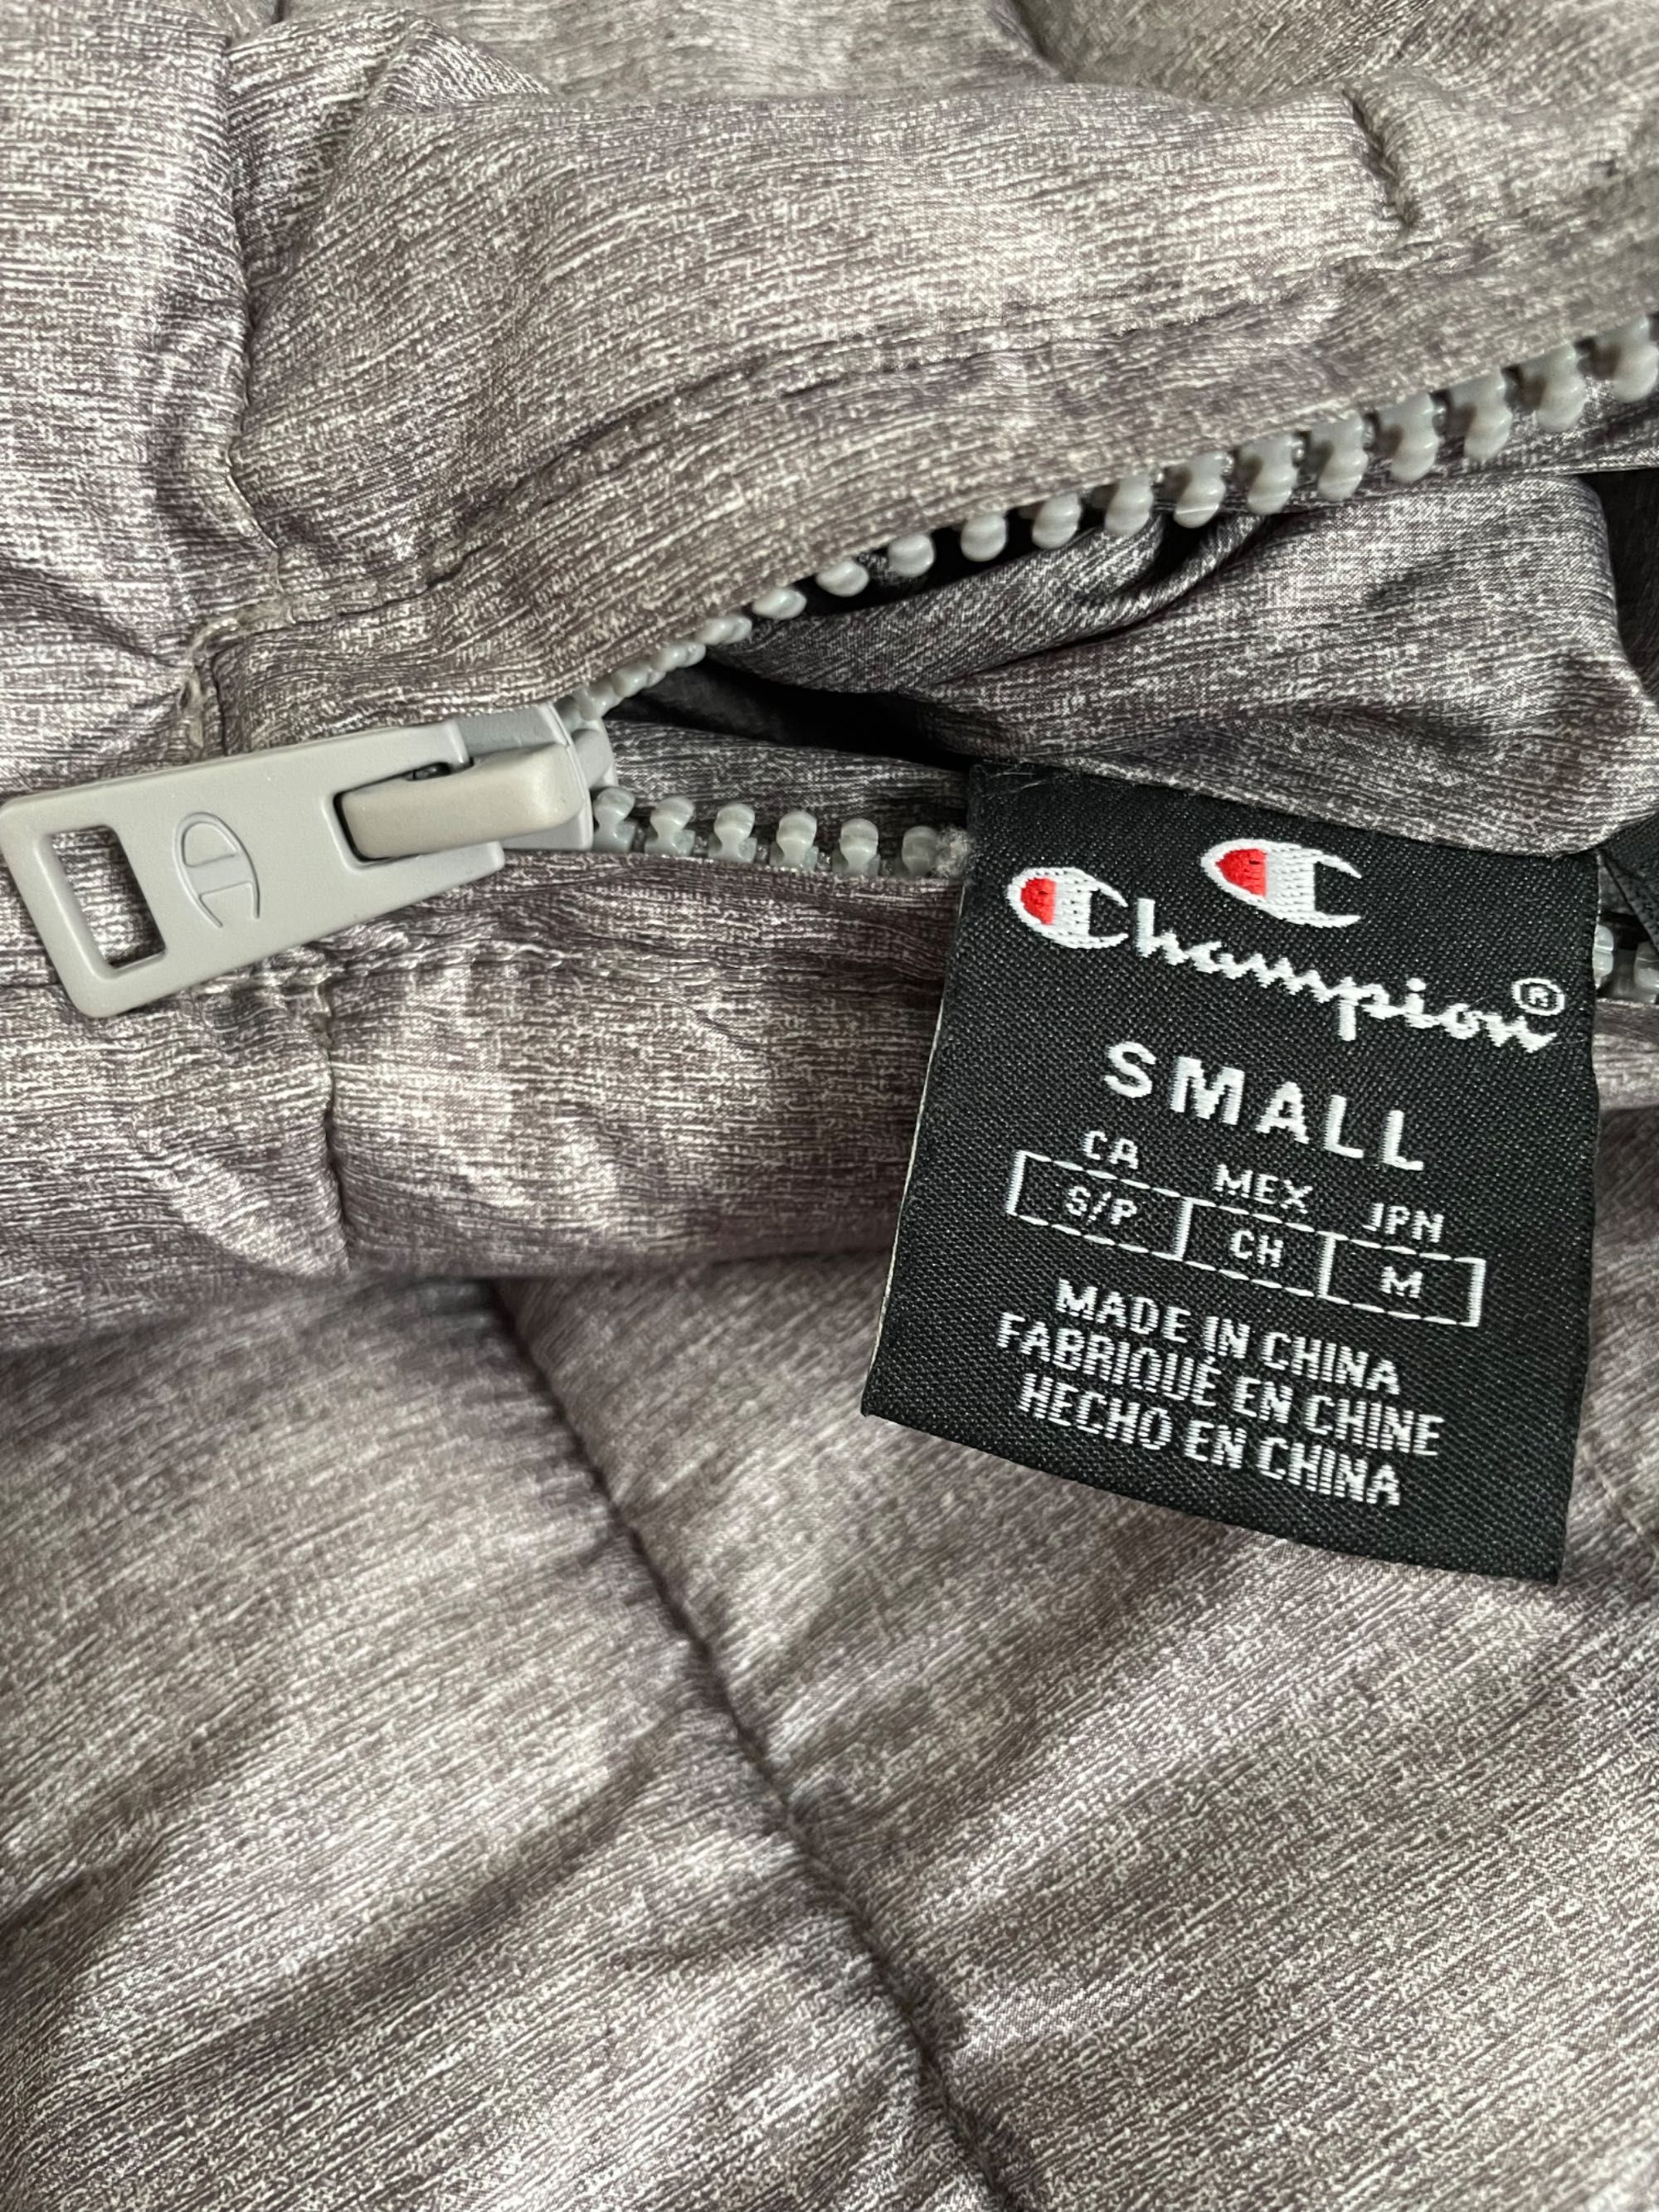 Champion®
SMALL
CA MEX JPN
S/P CH M
MADE IN CHINA
FABRIQUÉ EN CHINE
HECHO EN CHINA